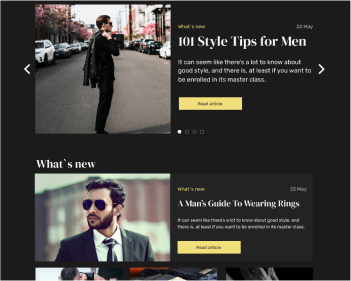 What's new 22 May
101 Style Tips for Men
It can seem like there's a lot to know about
good style, and there is, at least if you want to
be enrolled in its master class.
Read article
What`s new
What's new 22 May
A Man's Guide To Wearing Rings
It can seem like there's a lot to know about good style, and
there is, at least if you want to be enrolled in its master class.
Read article